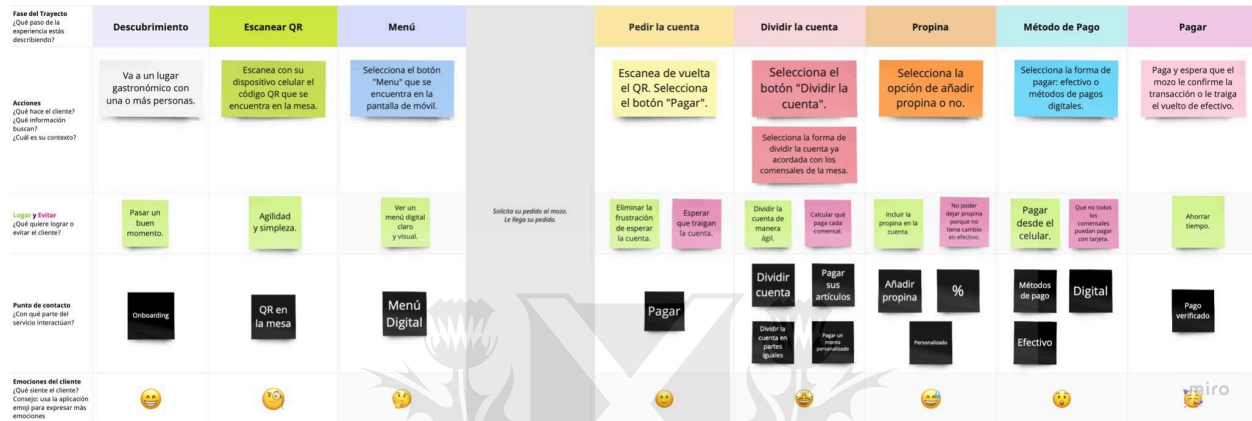 Fase del Trayecto
¿Qué paso de la
experiencia estás
describiendo?
Descubrimiento
Escanear QR
Menú
Pedir la cuenta
Dividir la cuenta
Propina
Método de Pago
Pagar
Acciones
¿Qué hace el cliente?
¿Qué información
buscan?
¿Cuál es su contexto?
Va a un lugar
gastronómico con
una o más personas.
Escanea con su
dispositivo celular el
código QR que se
encuentra en la mesa.
Selecciona el botón
"Menu" que se
encuentra en la
pantalla de móvil.
Escanea de vuelta
el QR. Selecciona
el botón "Pagar".
Selecciona el
botón "Dividir la
cuenta".
Selecciona la forma de
dividir la cuenta ya
acordada con los
comensales de la mesa.
Selecciona la
opción de añadir
propina o no.
Selecciona la forma de
pagar: efectivo o
métodos de pagos
digitales.
Paga y espera que el
mozo le confirme la
transacción o le traiga
el vuelto de efectivo.
Logar y Evitar
¿Qué quiere lograr o
evitar el cliente?
Pasar un
buen
momento.
Agilidad
y simpleza.
Ver un
menú digital
claro
y visual.
Solicita su pedido al mozo.
Le llega su pedido.
Eliminar la
frustración
de esperar
la cuenta.
Esperar
que traigan
la cuenta.
Dividir la
cuenta de
manera
ágil.
Calcular qué
paga cada
comensal.
Incluir la
propina en la
cuenta.
No poder
dejar propina
porque no
tiene cambio
en efectivo.
Pagar
desde el
celular.
Que no todos
los
comensales
puedan pagar
con tarjeta.
Ahorrar
tiempo.
Punto de contacto
¿Con qué parte del
servicio interactúan?
Onboarding
QR en
la mesa
Menú
Digital
Pagar
Dividir
cuenta
Pagar
sus
artículos
Dividir la
cuenta en
partes
iguales
Pagar un
monto
personalizado
Añadir
propina
%
Personalizado
Métodos
de pago
Digital
Efectivo
Pago
verificado
Emociones del cliente
¿Qué siente el cliente?
Consejo: usa la aplicación
emoji para expresar más
emociones
miro